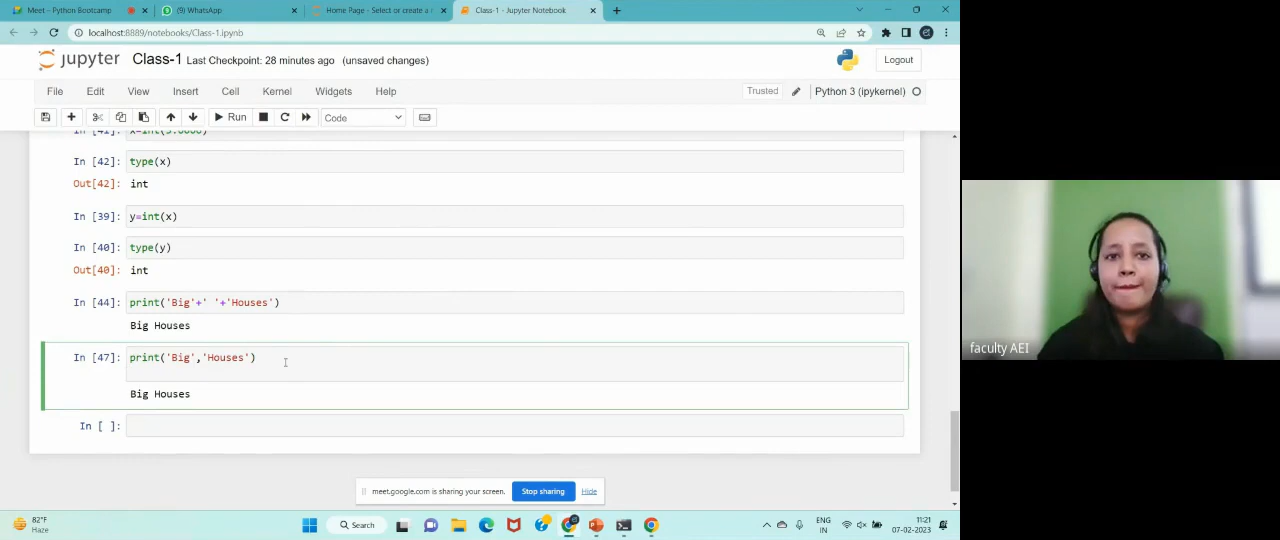 Meet - Python Bootcamp
(9) WhatsApp
Home Page - Select or create a n
Class-1 - Jupyter Notebook
localhost:8889/notebooks/Class-1.ipynb
jupyter Class-1 Last Checkpoint: 28 minutes ago (unsaved changes)
Logout
File Edit View Insert Cell Kernel Widgets Help
Trusted
Python 3 (ipykernel)
Run
Code
In [41]: x=int(5.6666)
In [42]: type(x)
Out[42]: int
In [39]: y=int(x)
In [40]: type(y)
Out[40]: int
In [44]: print('Big'+' '+'Houses')
Big Houses
In [47]: print('Big','Houses')
Big Houses
In [ ]:
faculty AEI
meet.google.com is sharing your screen.
Stop sharing
Hide
82°F
Haze
Search
ENG
IN
11:21
07-02-2023